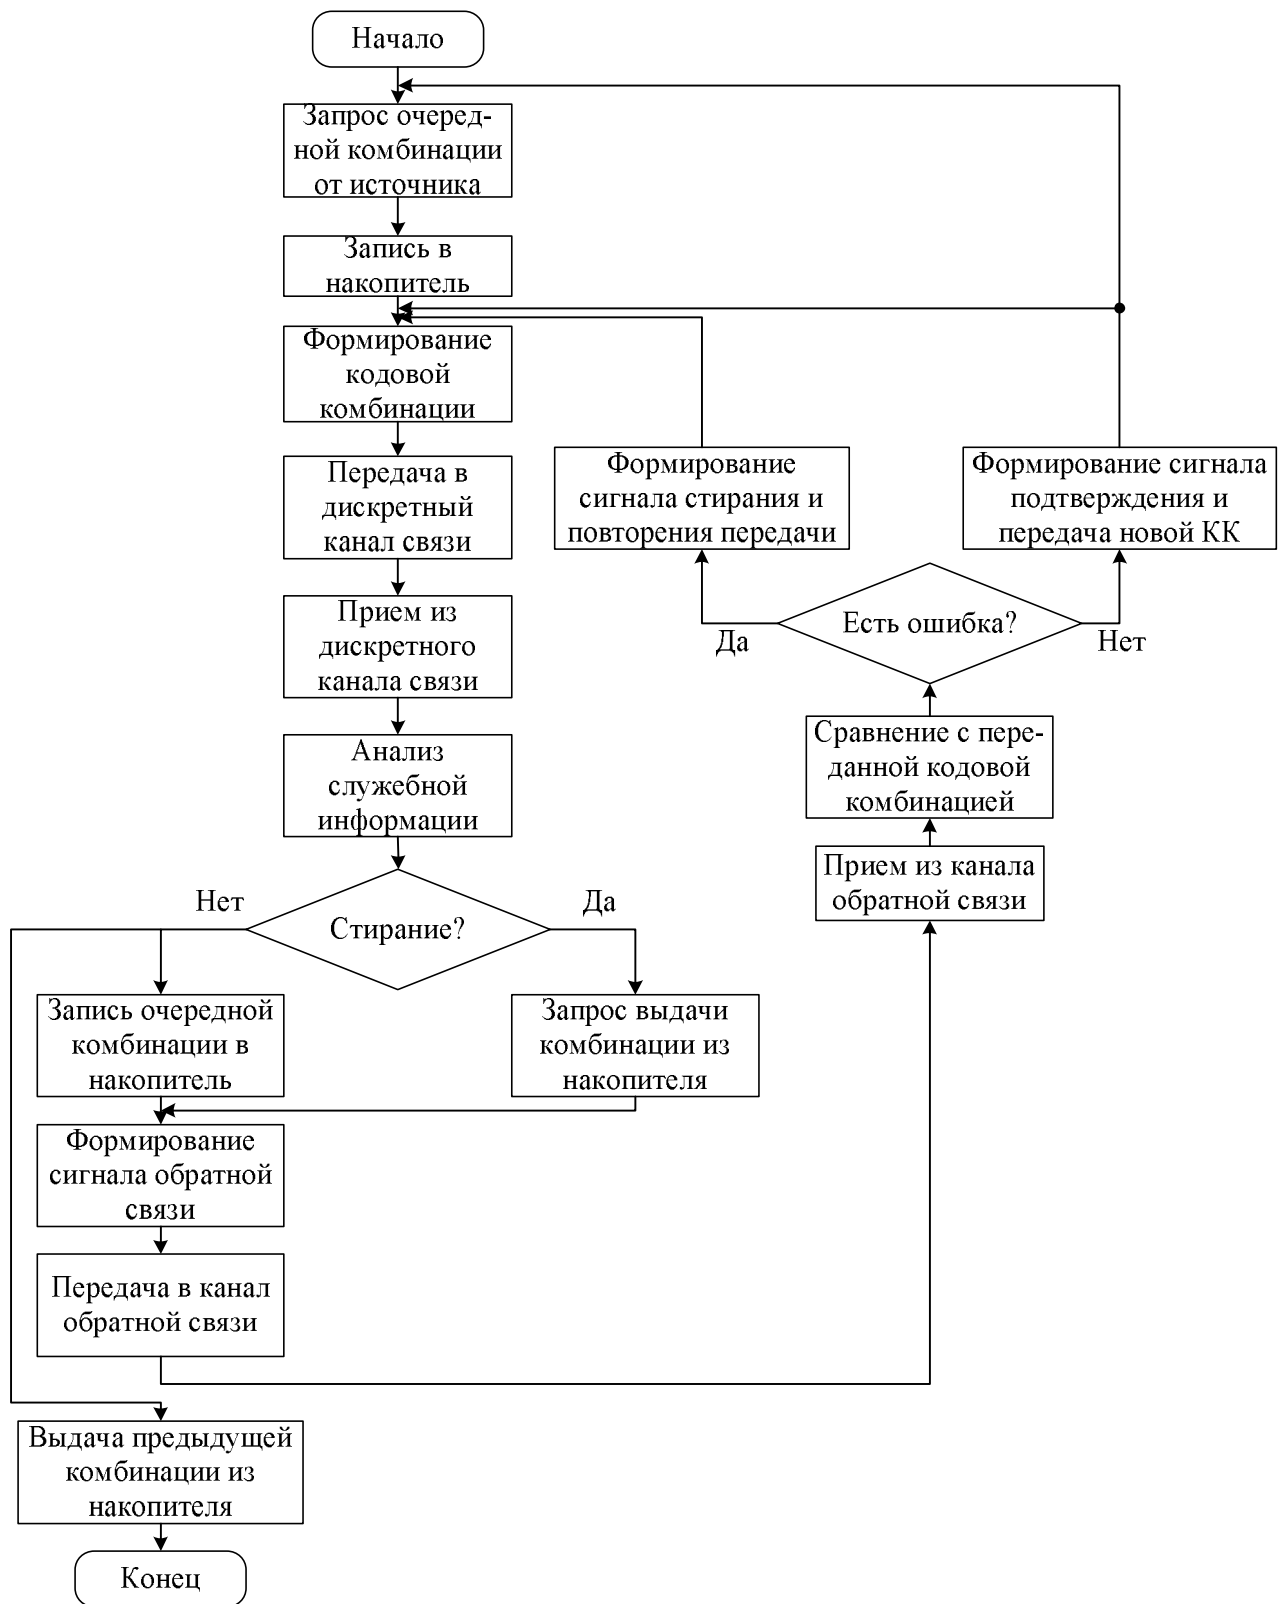 Начало
Запрос очеред-
ной комбинации
от источника
Запись в
накопитель
Формирование
кодовой
комбинации
Передача в
дискретный
канал связи
Прием из
дискретного
канала связи
Анализ
служебной
информации
Стирание?
Нет
Да
Запись очередной
комбинации в
накопитель
Запрос выдачи
комбинации из
накопителя
Формирование
сигнала обратной
связи
Передача в канал
обратной связи
Прием из канала
обратной связи
Сравнение с пере-
данной кодовой
комбинацией
Есть ошибка?
Да
Нет
Формирование
сигнала стирания и
повторения передачи
Формирование сигнала
подтверждения и
передача новой КК
Выдача предыдущей
комбинации из
накопителя
Конец